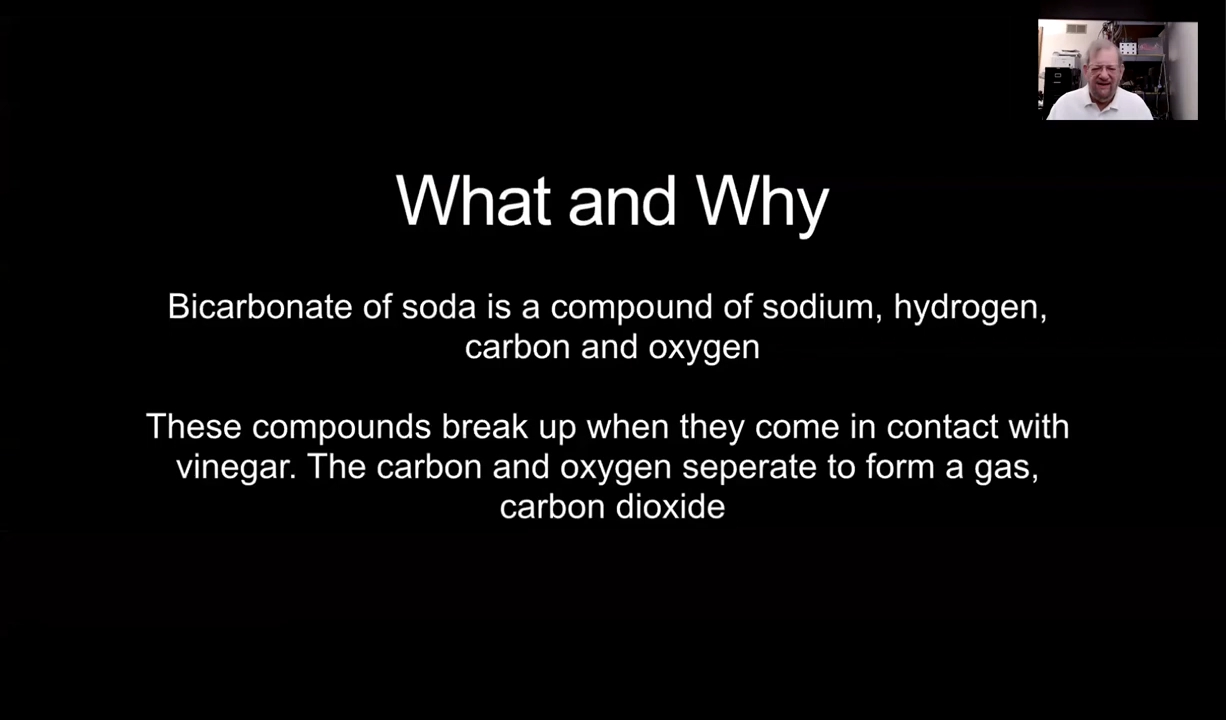 What and Why
Bicarbonate of soda is a compound of sodium, hydrogen,
carbon and oxygen
These compounds break up when they come in contact with
vinegar. The carbon and oxygen seperate to form a gas,
carbon dioxide